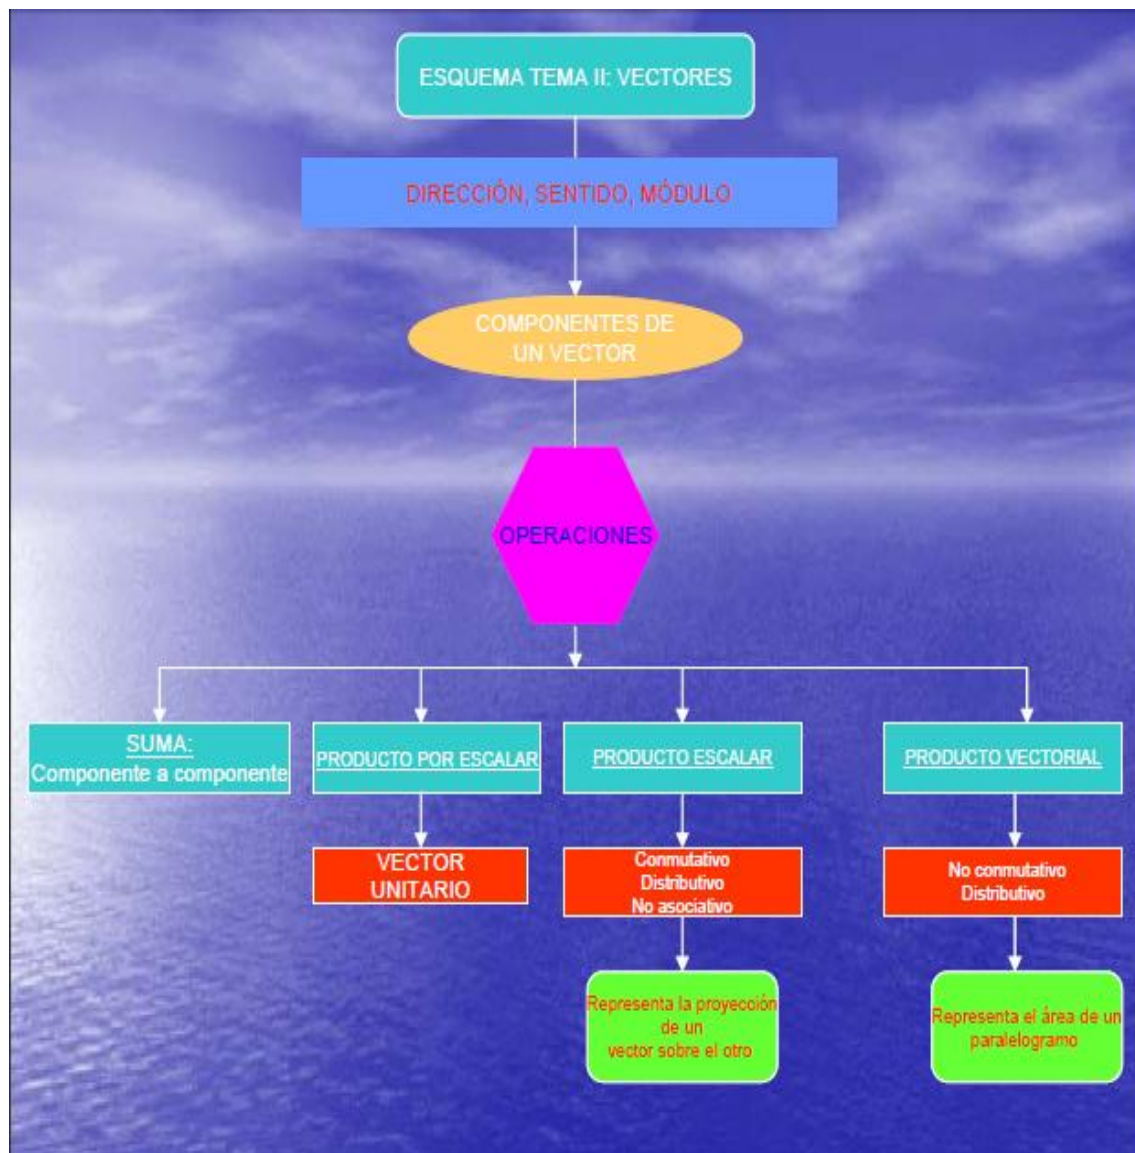 ESQUEMA TEMA II: VECTORES
DIRECCIÓN, SENTIDO, MÓDULO
COMPONENTES DE
UN VECTOR
OPERACIONES
SUMA:
Componente a componente
PRODUCTO POR ESCALAR
PRODUCTO ESCALAR
PRODUCTO VECTORIAL
VECTOR
UNITARIO
Conmutativo
Distributivo
No asociativo
No conmutativo
Distributivo
Representa la proyección
de un
vector sobre el otro
Representa el área de un
paralelogramo